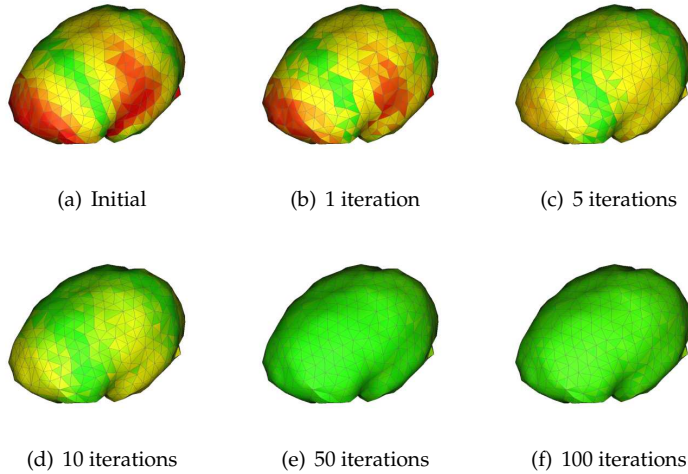 (a) Initial
(b) 1 iteration
(c) 5 iterations
(d) 10 iterations
(e) 50 iterations
(f) 100 iterations